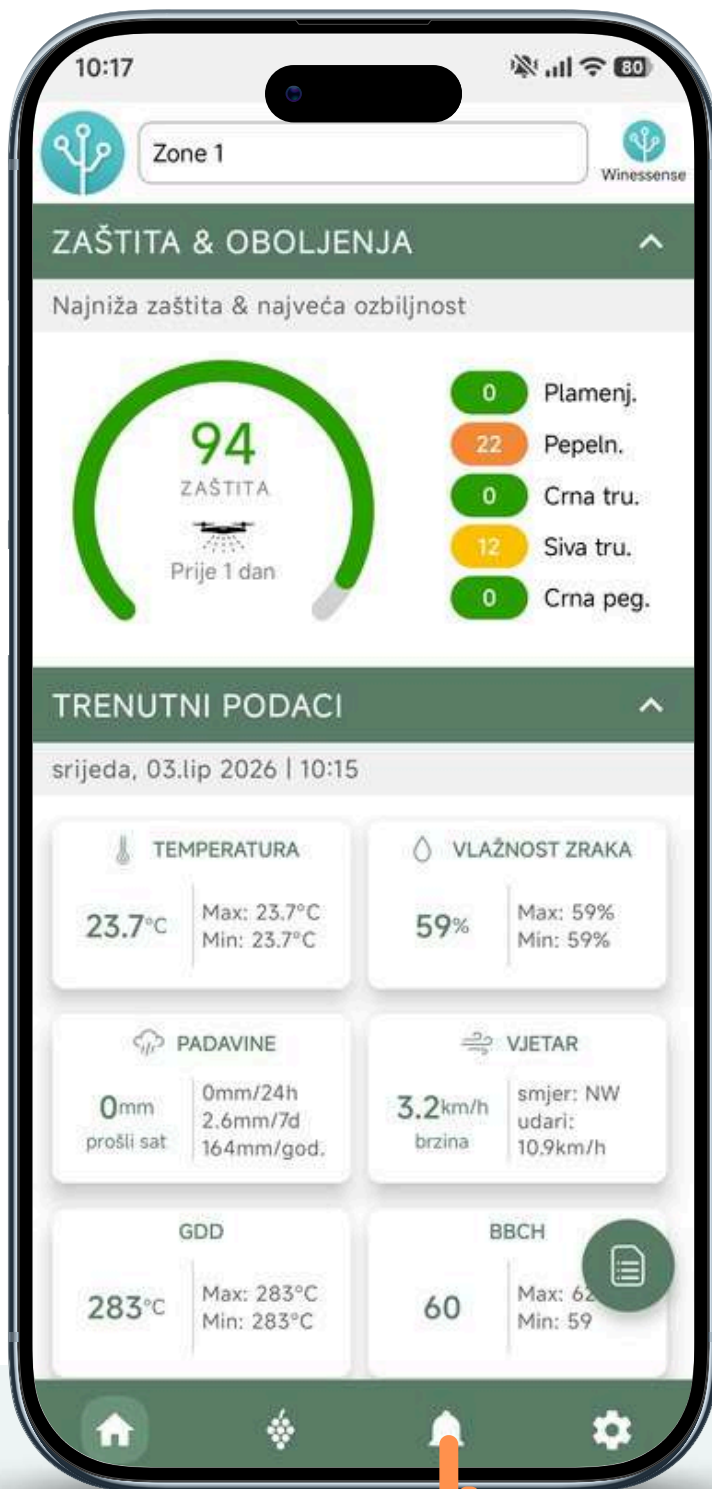 10:17
80
Zone 1
Winessense
ZAŠTITA & OBOLJENJA
Najniža zaštita & najveća ozbiljnost
94
ZAŠTITA
Prije 1 dan
0 Plamenj.
22 Pepeln.
0 Crna tru.
12 Siva tru.
0 Crna peg.
TRENUTNI PODACI
srijeda, 03.lip 2026 | 10:15
TEMPERATURA
23.7°C
Max: 23.7°C
Min: 23.7°C
VLAŽNOST ZRAKA
59%
Max: 59%
Min: 59%
PADAVINE
0mm
prošli sat
0mm/24h
2.6mm/7d
164mm/god.
VJETAR
3.2km/h
brzina
smjer: NW
udari:
10.9km/h
GDD
283°C
Max: 283°C
Min: 283°C
BBCH
60
Max: 62
Min: 59